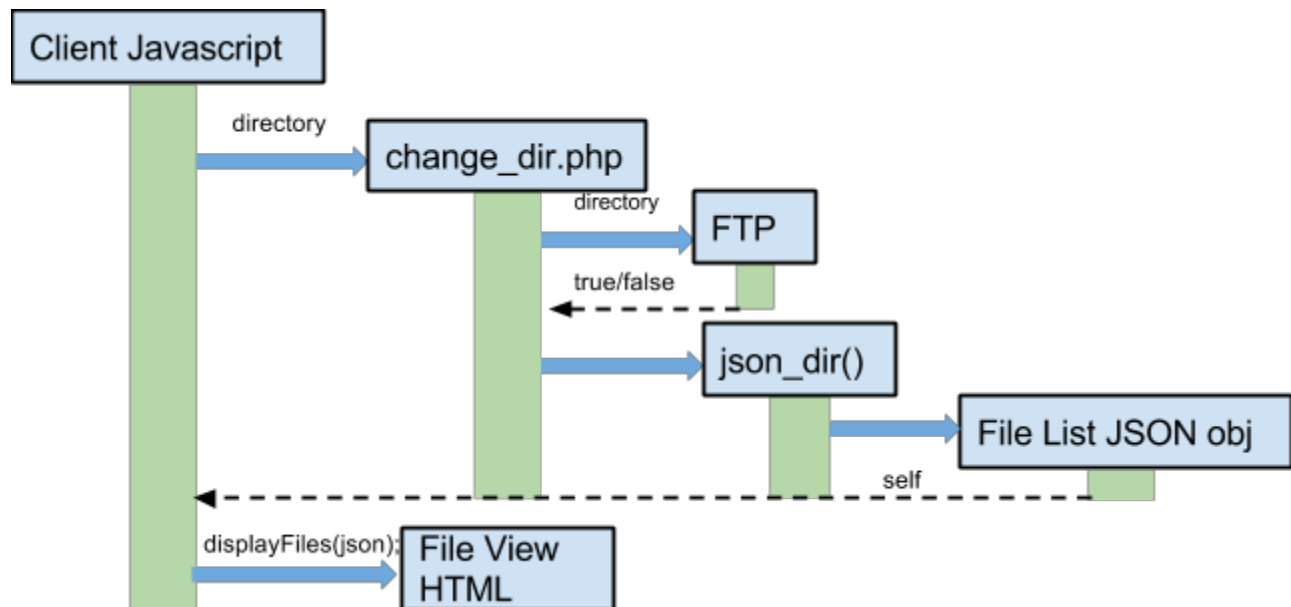 Client Javascript
directory
change_dir.php
directory
FTP
true/false
json_dir()
File List JSON obj
self
displayFiles(json);
File View
HTML